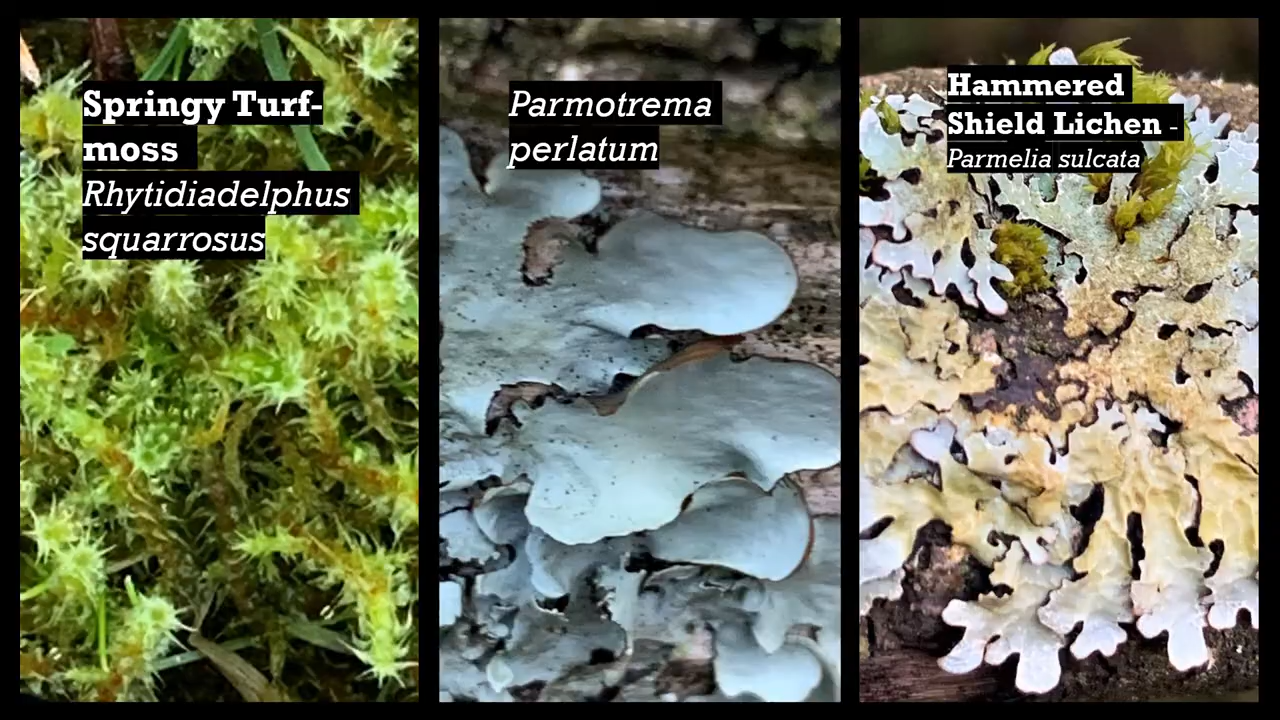 Springy Turf-
moss
Rhytidiadelphus
squarrosus
Parmotrema
perlatum
Hammered
Shield Lichen -
Parmelia sulcata